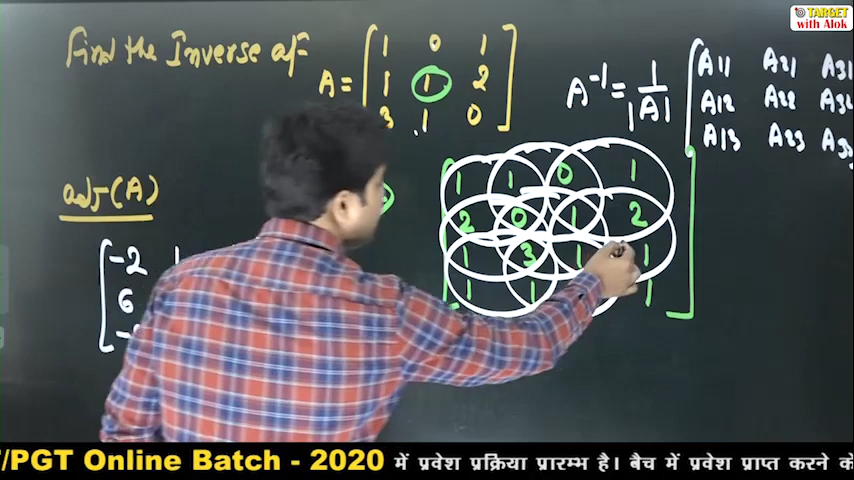 TARGET
with Alok
Find the Inverse of
A = [1 0 1
1 1 2
3 1 0]
A⁻¹ = 1/|A| [A11 A21 A31
A12 A22 A32
A13 A23 A33
adj(A)
[-2 1
6
1 1 0 1
2 0 1 2
1 3 1 1
1 1 1]
/PGT Online Batch - 2020 में प्रवेश प्रक्रिया प्रारम्भ है। बैच में प्रवेश प्राप्त करने के